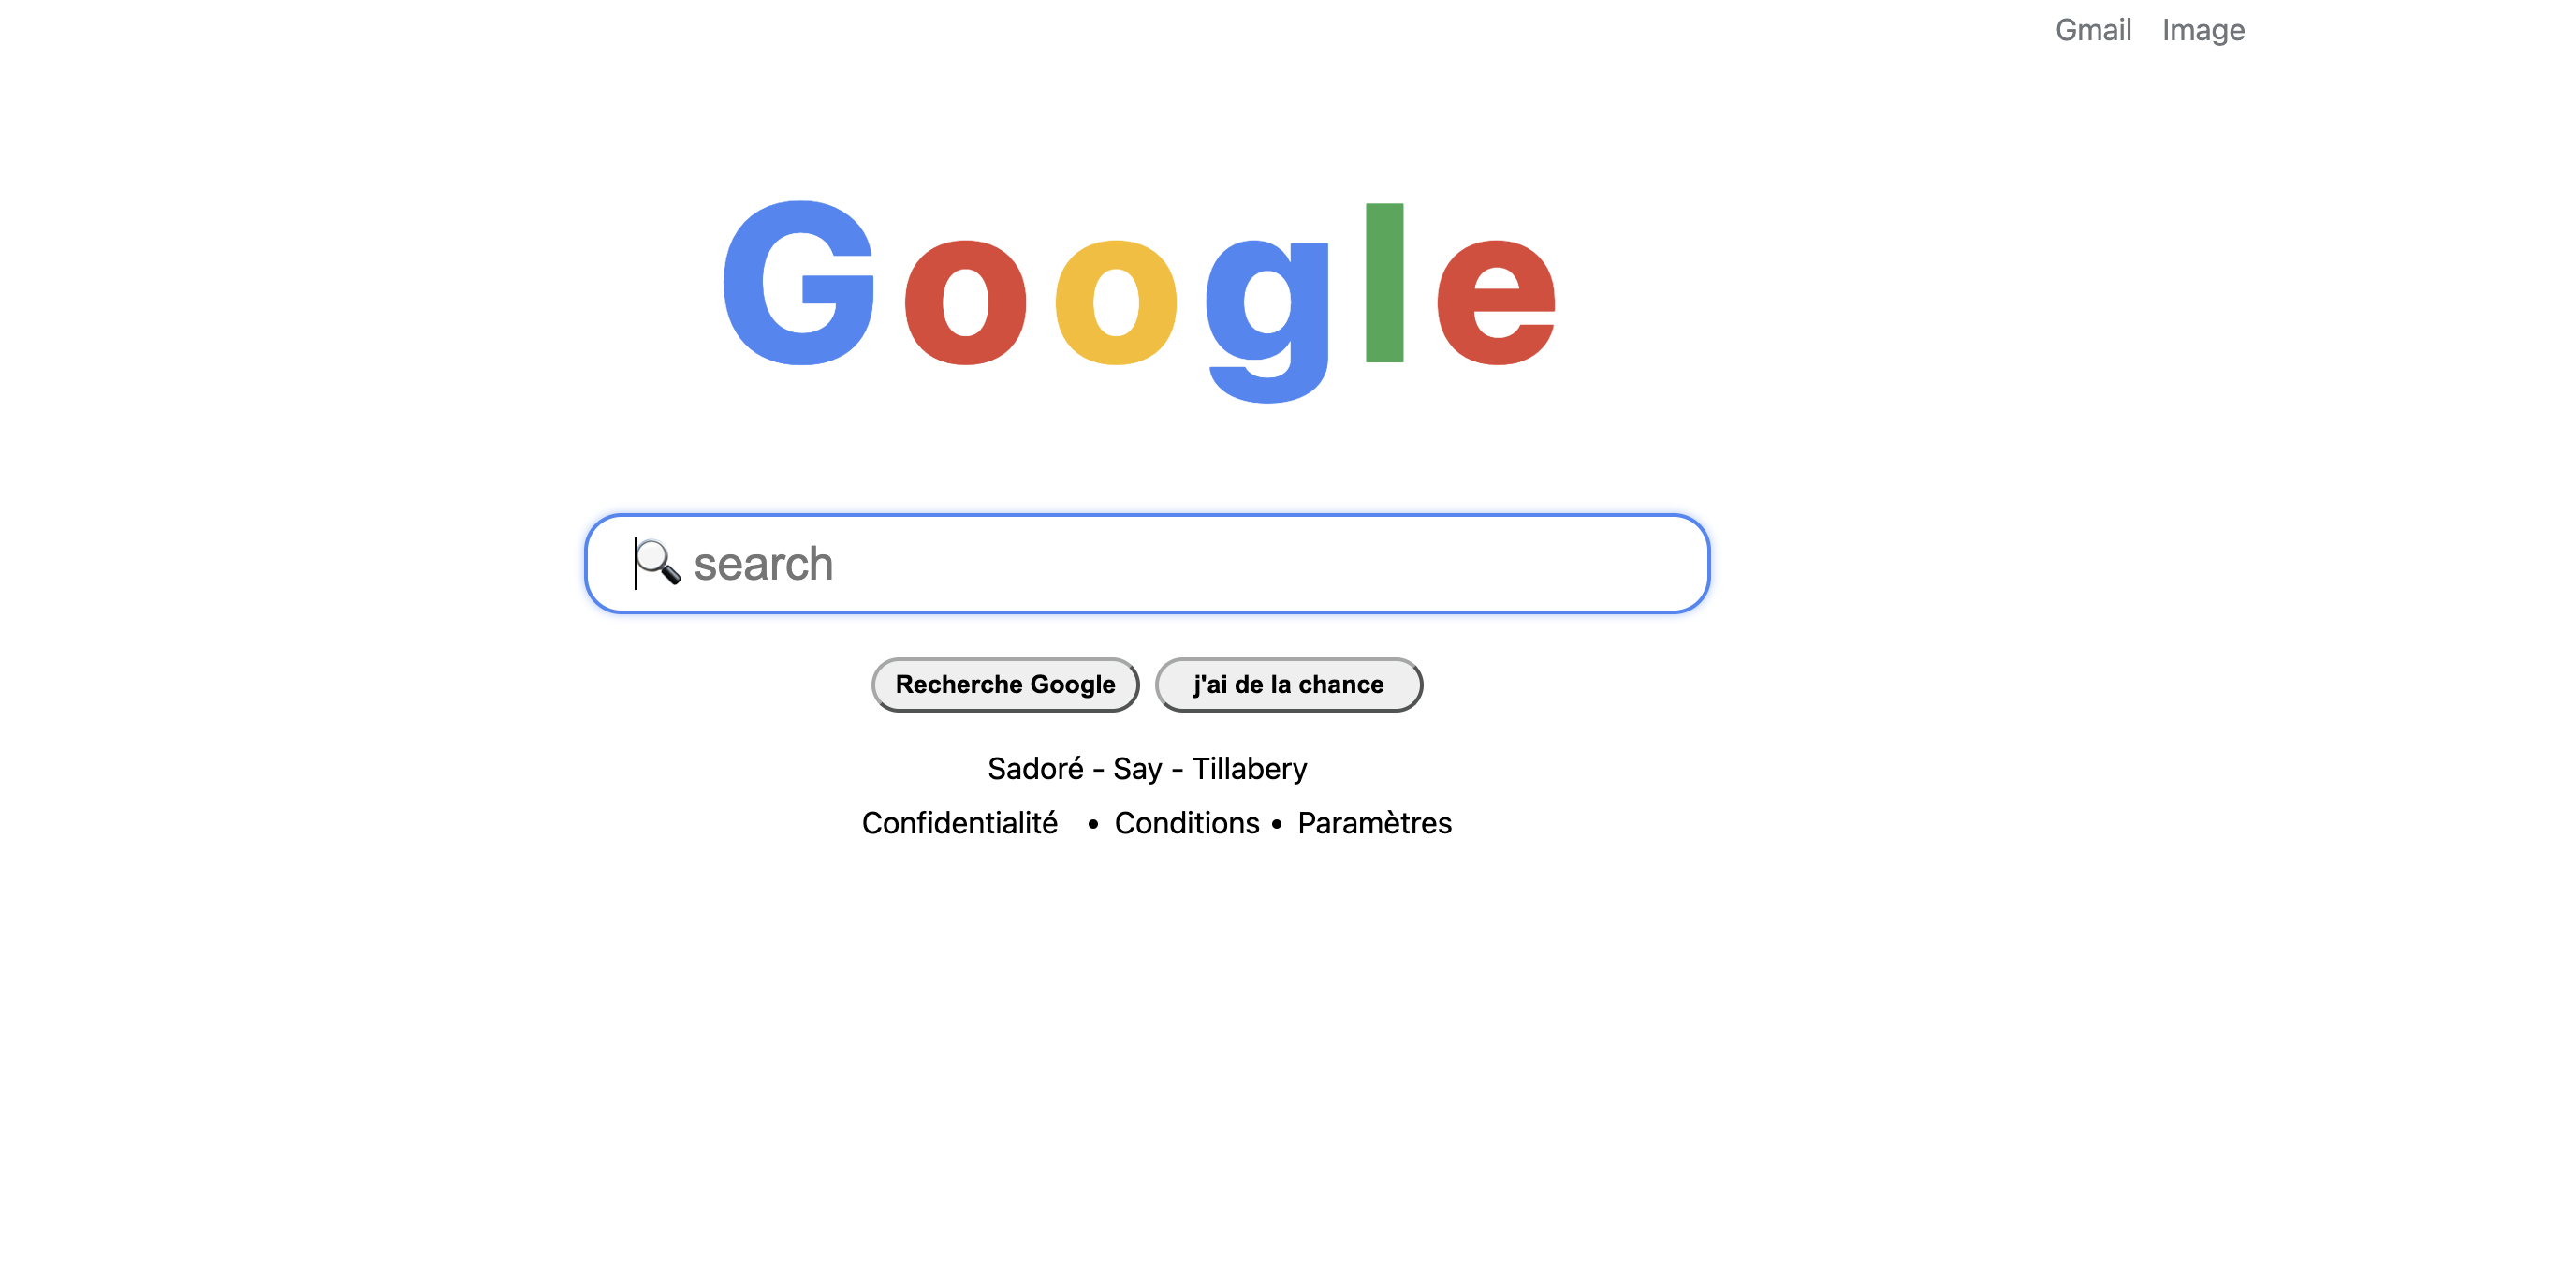 Gmail Image
Google
🔍 search
Recherche Google j'ai de la chance
Sadoré - Say - Tillabery
Confidentialité • Conditions • Paramètres